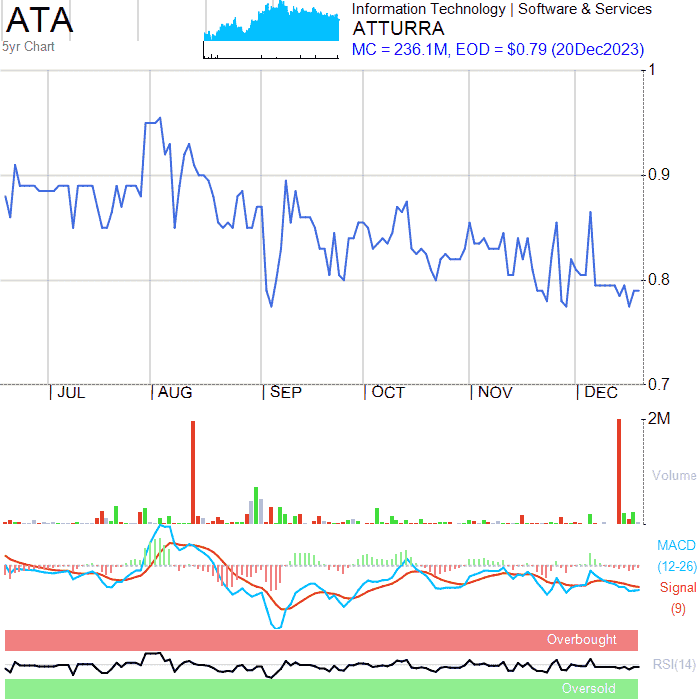 ATA
5yr Chart
Information Technology | Software & Services
ATTURRA
MC = 236.1M, EOD = $0.79 (20Dec2023)
1
0.9
0.8
0.7
| JUL | AUG | SEP | OCT | NOV | DEC
2M
Volume
MACD
(12-26)
Signal
(9)
Overbought
RSI(14)
Oversold